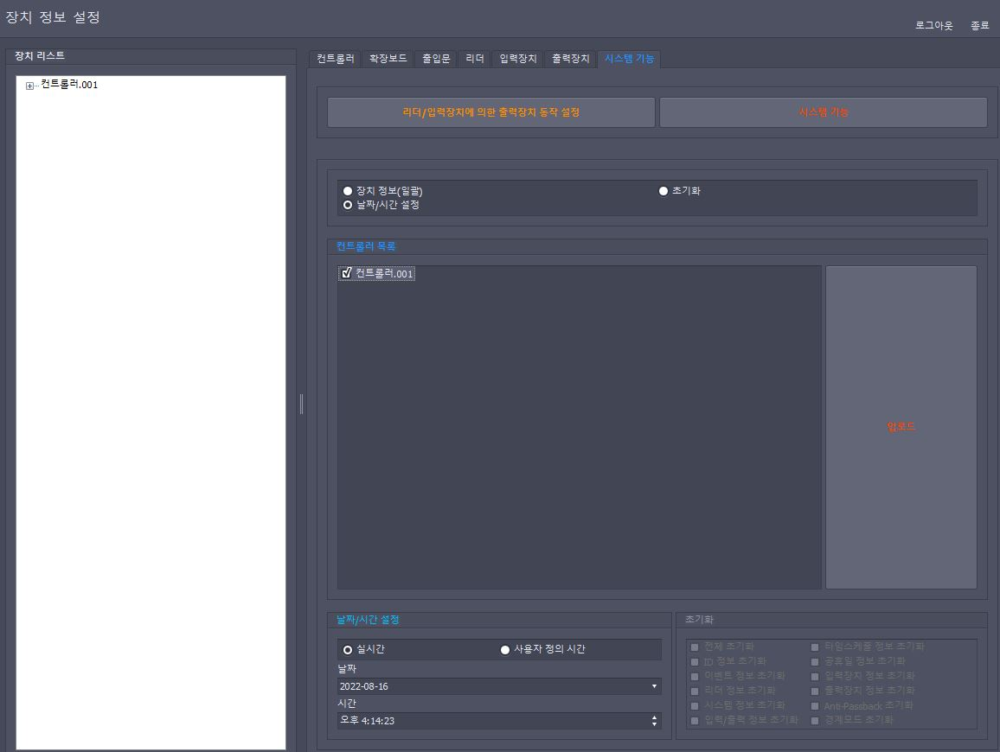 장치 정보 설정
로그아웃 종료
장치 리스트
컨트롤러.001
컨트롤러 확장보드 출입문 리더 입력장치 출력장치 시스템 기능
리더/입력장치에 의한 출력장치 동작 설정 시스템 기능
장치 정보(일괄) 초기화
날짜/시간 설정
컨트롤러 목록
컨트롤러.001
업로드
날짜/시간 설정
실시간 사용자 정의 시간
날짜
2022-08-16
시간
오후 4:14:23
초기화
전체 초기화 타임스케줄 정보 초기화
ID 정보 초기화 공휴일 정보 초기화
이벤트 정보 초기화 입력장치 정보 초기화
리더 정보 초기화 출력장치 정보 초기화
시스템 정보 초기화 Anti-Passback 초기화
입력/출력 정보 초기화 경계모드 초기화